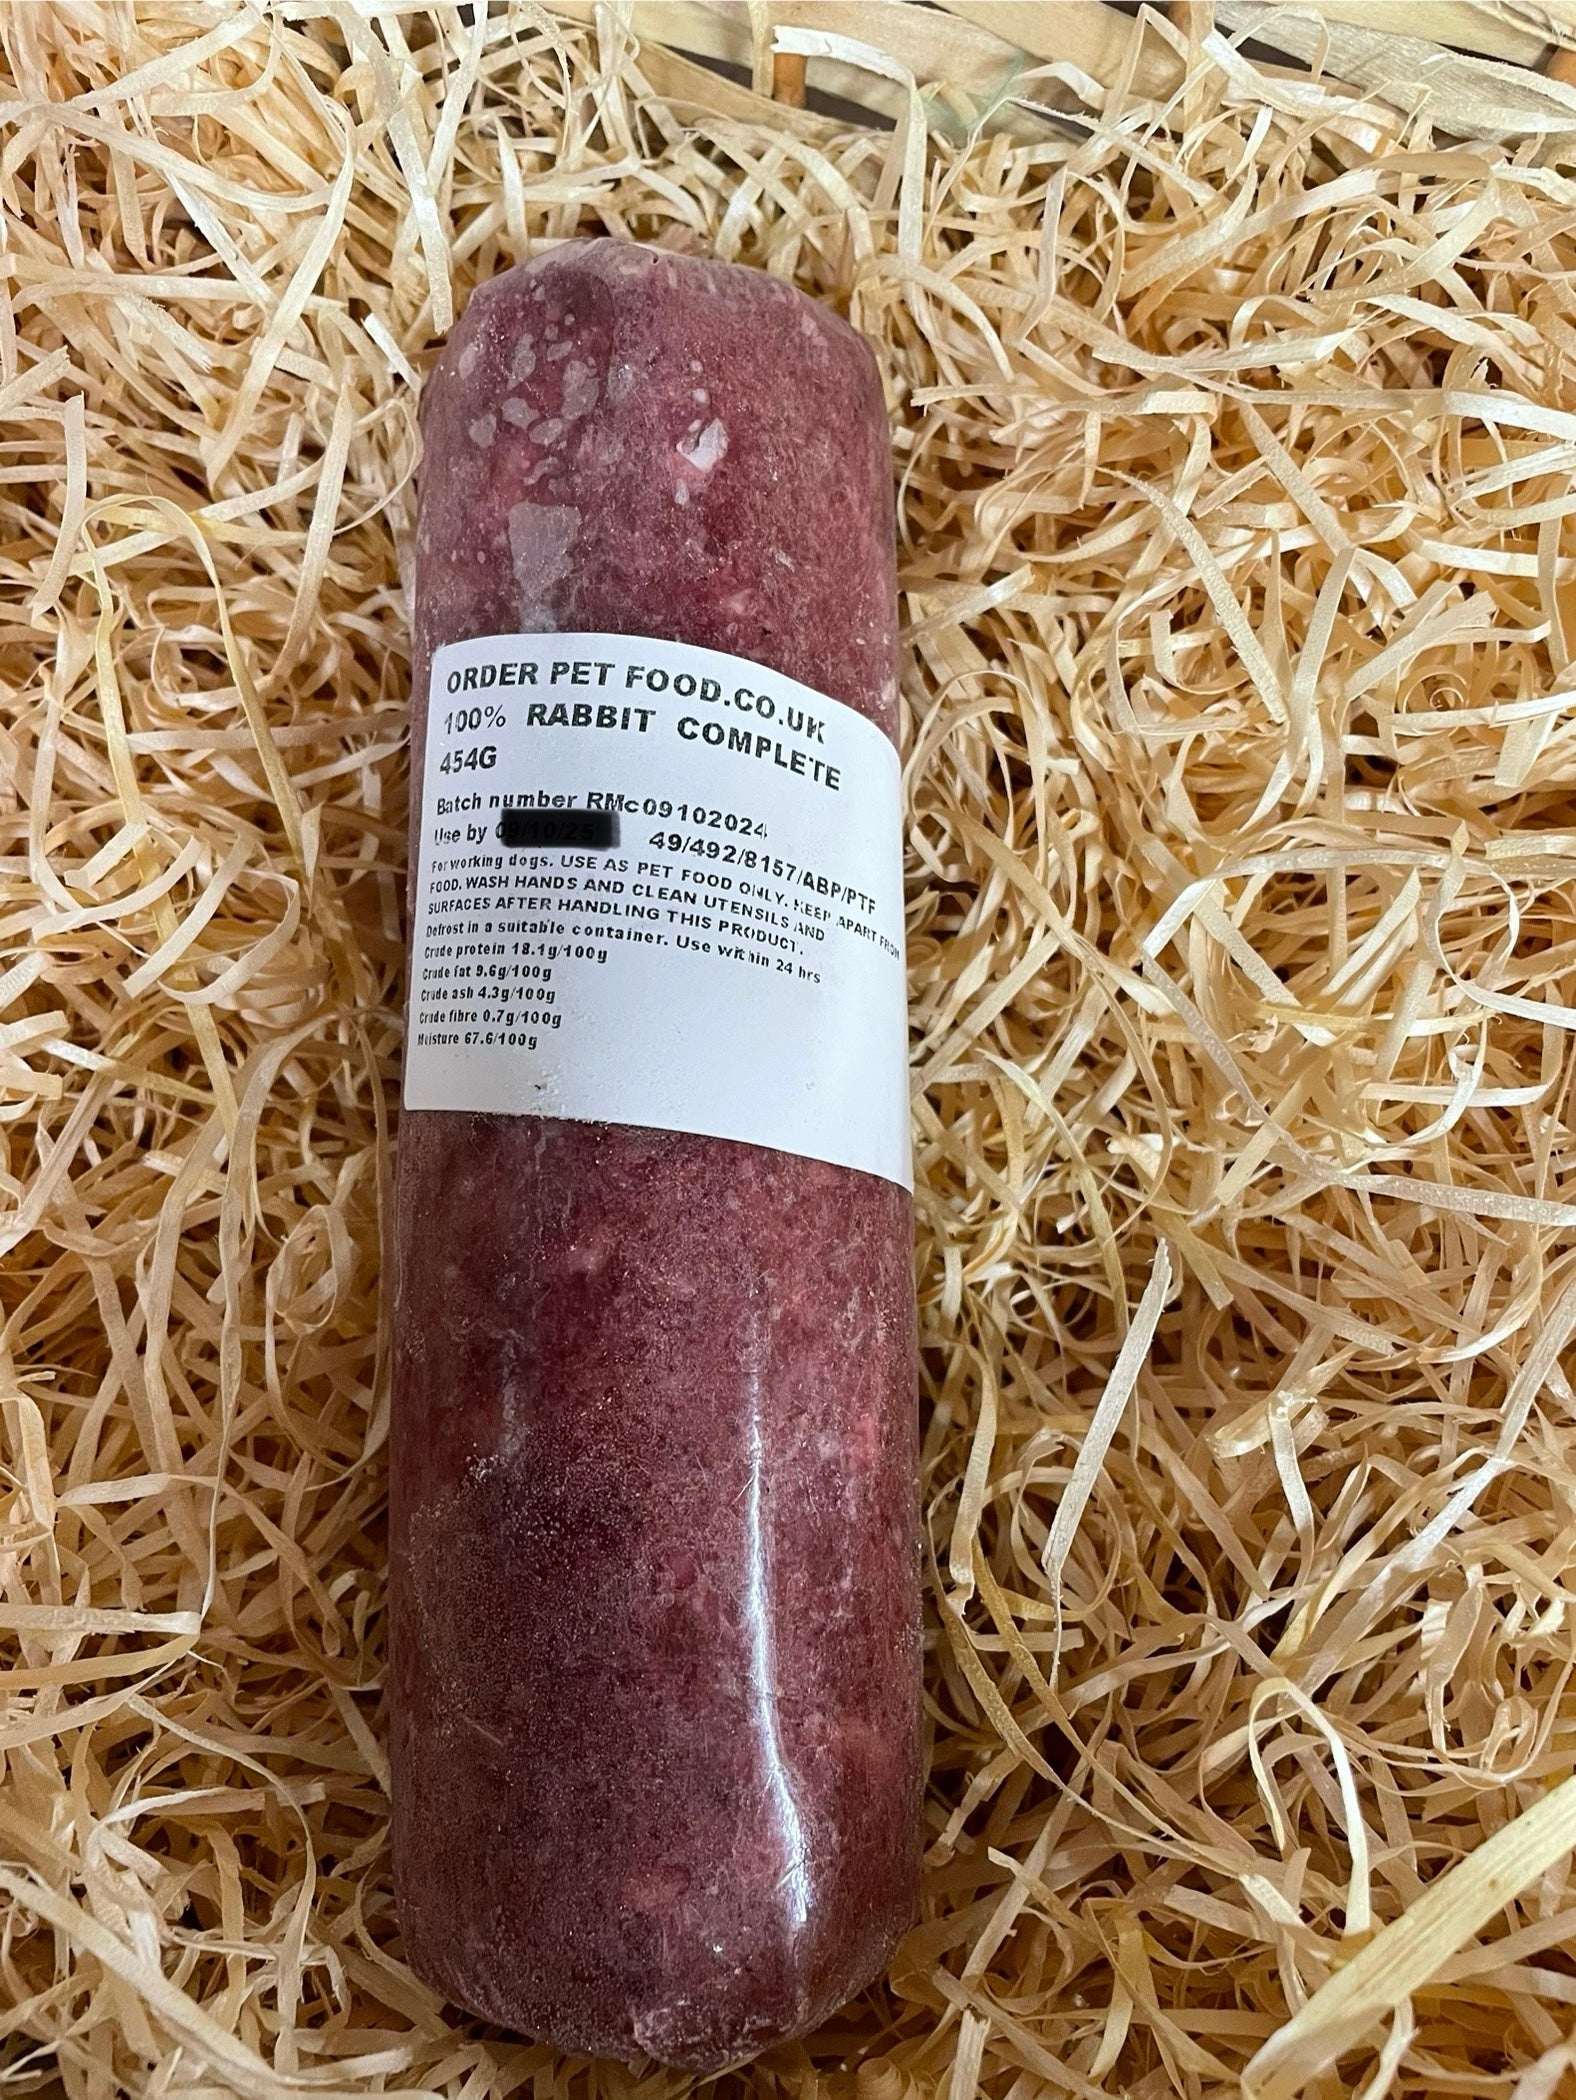 ORDER PET FOOD.CO.UK
100% RABBIT COMPLETE
454G
Batch number RMc09102024
Use by 09/10/25 49/492/8157/ABP/PTF
For working dogs. USE AS PET FOOD ONLY. KEEP APART FROM
FOOD. WASH HANDS AND CLEAN UTENSILS AND
SURFACES AFTER HANDLING THIS PRODUCT.
Defrost in a suitable container. Use within 24 hrs
Crude protein 18.1g/100g
Crude fat 9.6g/100g
Crude ash 4.3g/100g
Crude fibre 0.7g/100g
Moisture 67.6/100g